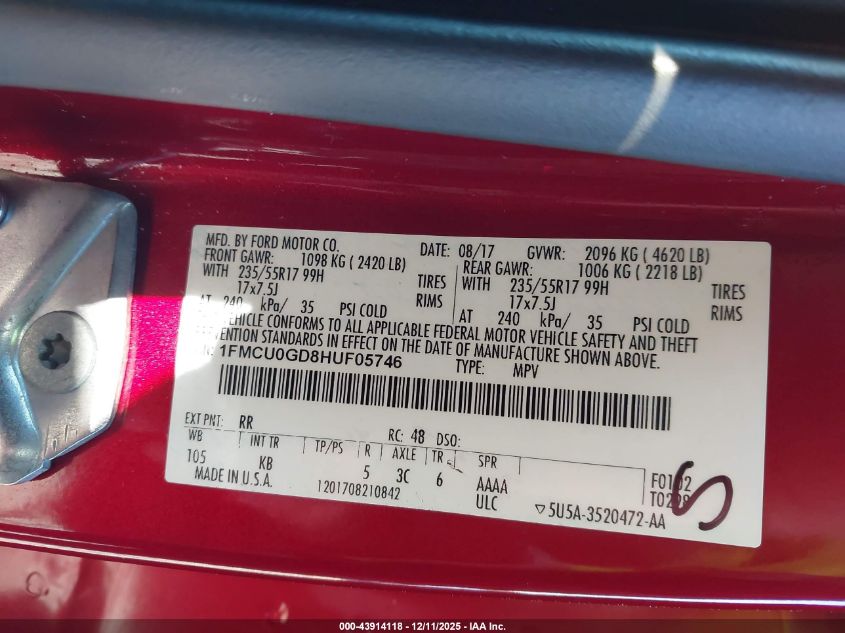 MFD. BY FORD MOTOR CO. DATE: 08/17 GVWR: 2096 KG ( 4620 LB)
FRONT GAWR: 1098 KG ( 2420 LB) REAR GAWR: 1006 KG ( 2218 LB)
WITH 235/55R17 99H TIRES WITH 235/55R17 99H TIRES
17x7.5J RIMS 17x7.5J RIMS
AT 240 kPa/ 35 PSI COLD AT 240 kPa/ 35 PSI COLD
VEHICLE CONFORMS TO ALL APPLICABLE FEDERAL MOTOR VEHICLE SAFETY AND THEFT
PREVENTION STANDARDS IN EFFECT ON THE DATE OF MANUFACTURE SHOWN ABOVE.
1FMCU0GD8HUF05746 TYPE: MPV
EXT PNT: RR RC: 48 DSO:
WB INT TR TP/PS R AXLE TR SPR
105 KB 5 3C 6 AAAA F0102
MADE IN U.S.A. 1201708210842 ULC
▽5U5A-3520472-AA
S
000-43914118 - 12/11/2025 - IAA Inc.